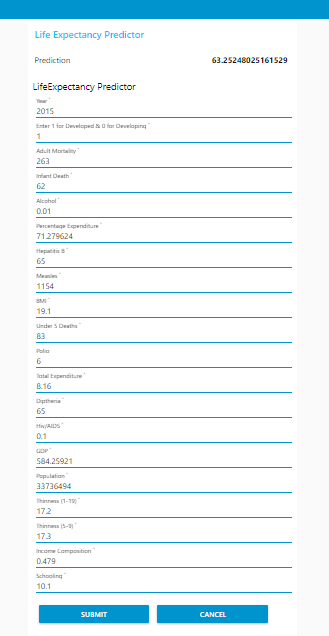 Life Expectancy Predictor
Prediction 63.25248025161529
LifeExpectancy Predictor
Year *
2015
Enter 1 for Developed & 0 for Developing *
1
Adult Mortality *
263
Infant Death *
62
Alcohol *
0.01
Percentage Expenditure *
71.279624
Hepatitis B *
65
Measles *
1154
BMI *
19.1
Under 5 Deaths *
83
Polio
6
Total Expenditure *
8.16
Diptheria *
65
Hiv/AIDS *
0.1
GDP *
584.25921
Population *
33736494
Thinness (1-19) *
17.2
Thinness (5-9) *
17.3
Income Composition *
0.479
Schooling *
10.1
SUBMIT CANCEL